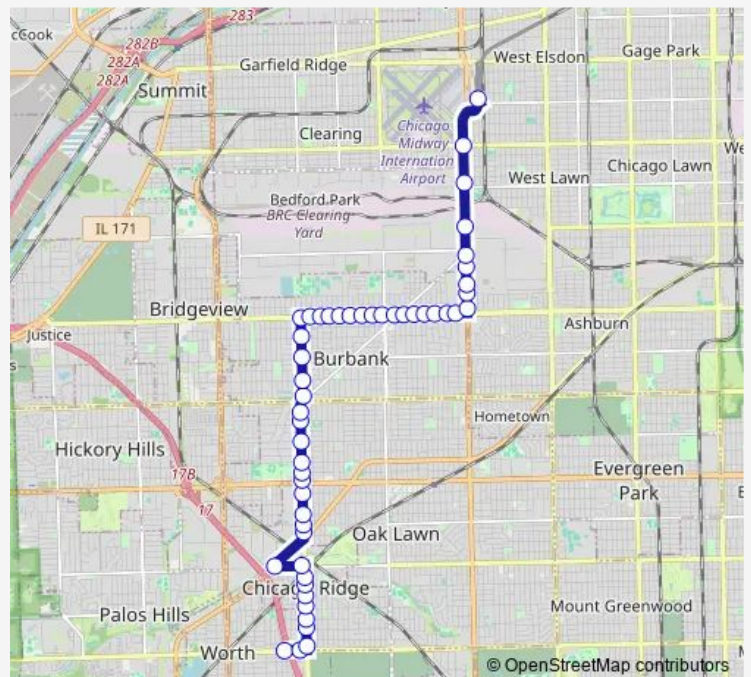 283
cCook
282B
282A
282A
Summit
Garfield Ridge
West Elsdon
Gage Park
Clearing
Chicago
Midway
Internation
Airport
West Lawn
Chicago Lawn
We
Bedford Park
BRC Clearing
Yard
IL 171
Bridgeview
Justice
s
Burbank
Ashburn
Hometown
Hickory Hills
17B
17
Evergreen
Park
E
Oak Lawn
Chicago Ridge
Palos Hills
Mount Greenwood
Worth
M
© OpenStreetMap contributors